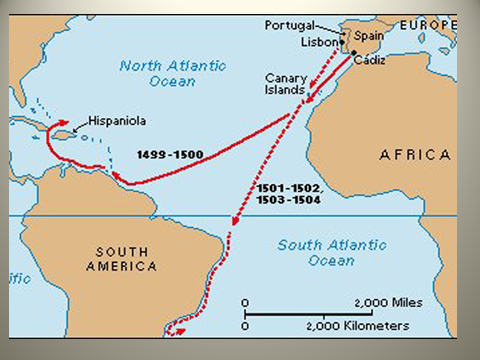 Portugal
EUROPE
Spain
Lisbon
Cádiz
North Atlantic
Ocean
Canary
Islands
Hispaniola
1499-1500
AFRICA
1501-1502,
1503-1504
SOUTH
AMERICA
South Atlantic
Ocean
ific
0 2,000 Miles
0 2,000 Kilometers